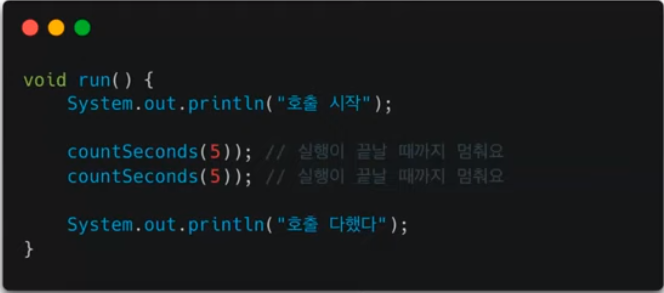 void run() {
System.out.println("호출 시작");
countSeconds(5)); // 실행이 끝날 때까지 멈춰요
countSeconds(5)); // 실행이 끝날 때까지 멈춰요
System.out.println("호출 다했다");
}